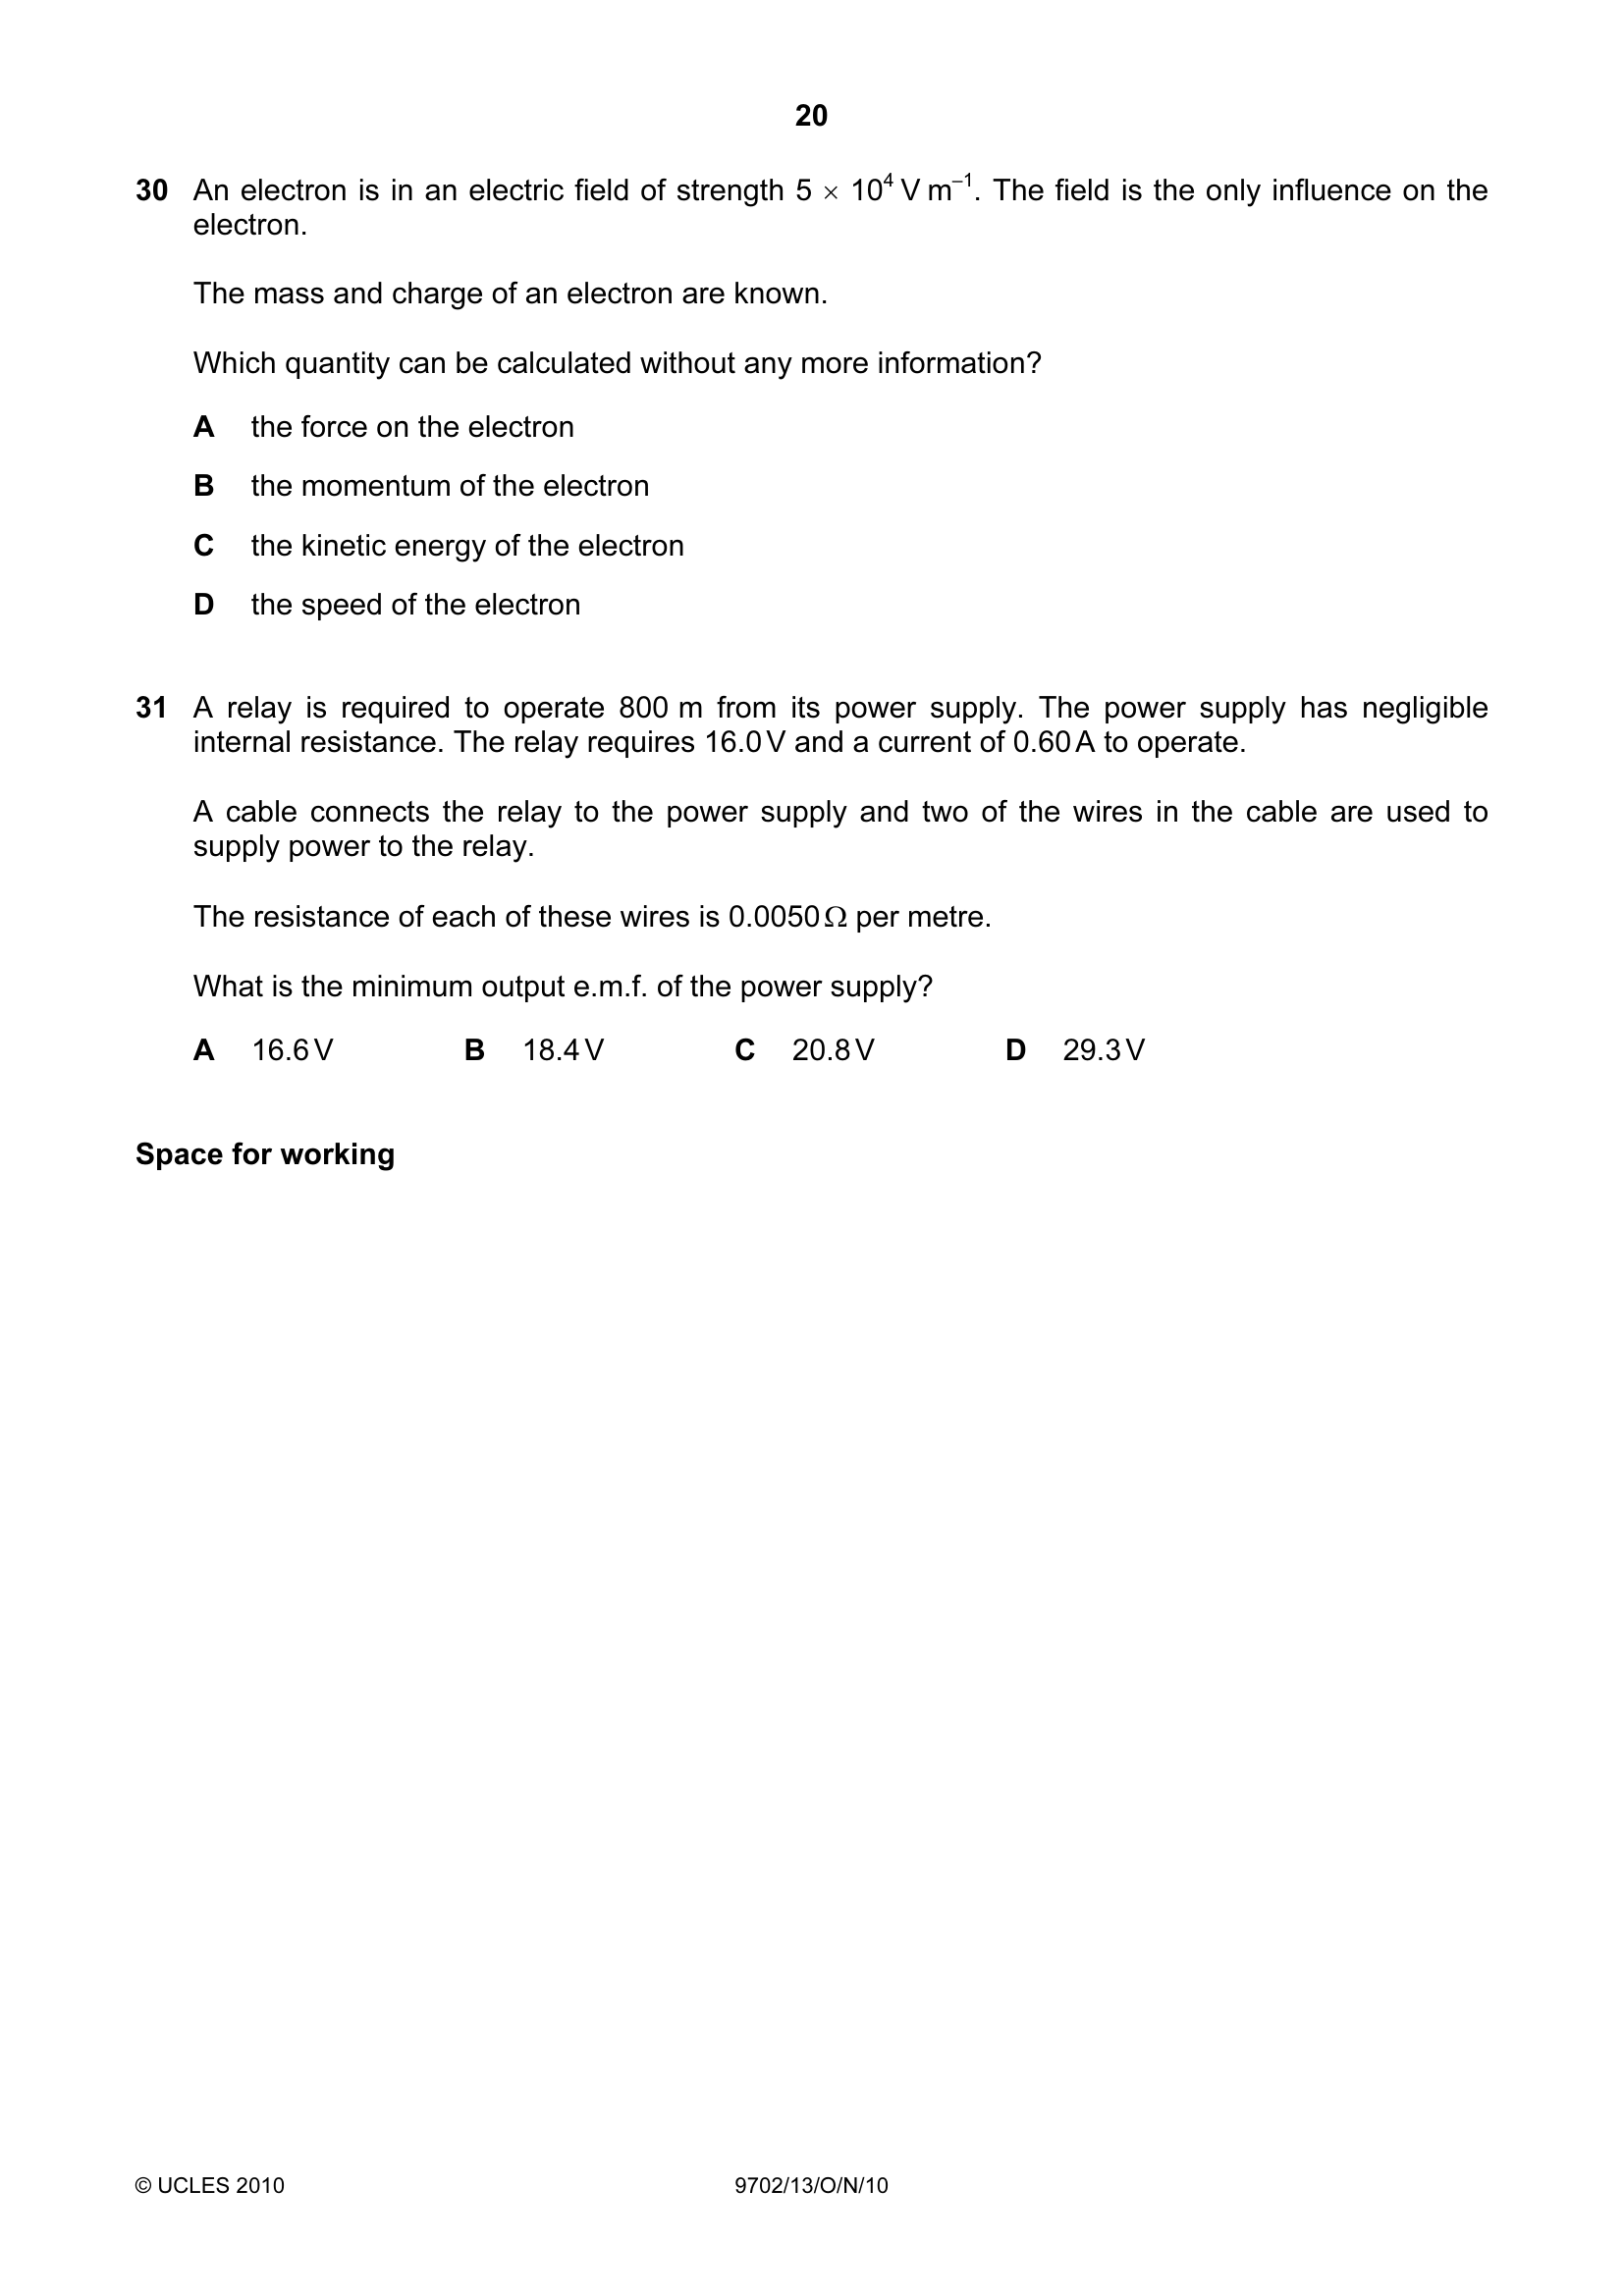 20
30 An electron is in an electric field of strength 5 × 10⁴ V m⁻¹. The field is the only influence on the
electron.
The mass and charge of an electron are known.
Which quantity can be calculated without any more information?
A the force on the electron
B the momentum of the electron
C the kinetic energy of the electron
D the speed of the electron
31 A relay is required to operate 800 m from its power supply. The power supply has negligible
internal resistance. The relay requires 16.0 V and a current of 0.60 A to operate.
A cable connects the relay to the power supply and two of the wires in the cable are used to
supply power to the relay.
The resistance of each of these wires is 0.0050 Ω per metre.
What is the minimum output e.m.f. of the power supply?
A 16.6 V B 18.4 V C 20.8 V D 29.3 V
Space for working
© UCLES 2010 9702/13/O/N/10